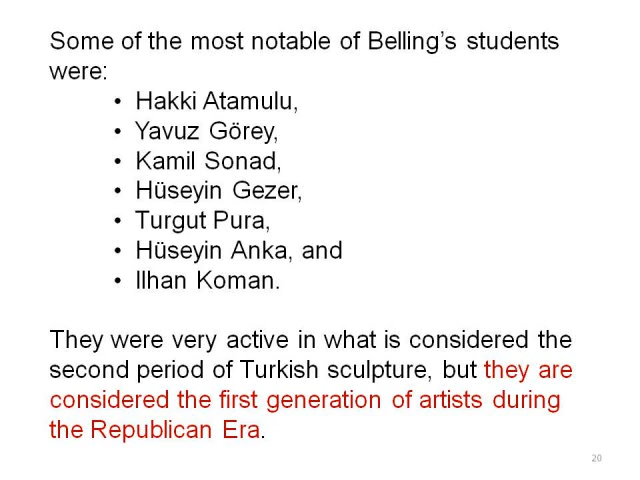 Some of the most notable of Belling’s students
were:
• Hakki Atamulu,
• Yavuz Görey,
• Kamil Sonad,
• Hüseyin Gezer,
• Turgut Pura,
• Hüseyin Anka, and
• Ilhan Koman.
They were very active in what is considered the
second period of Turkish sculpture, but they are
considered the first generation of artists during
the Republican Era.
20